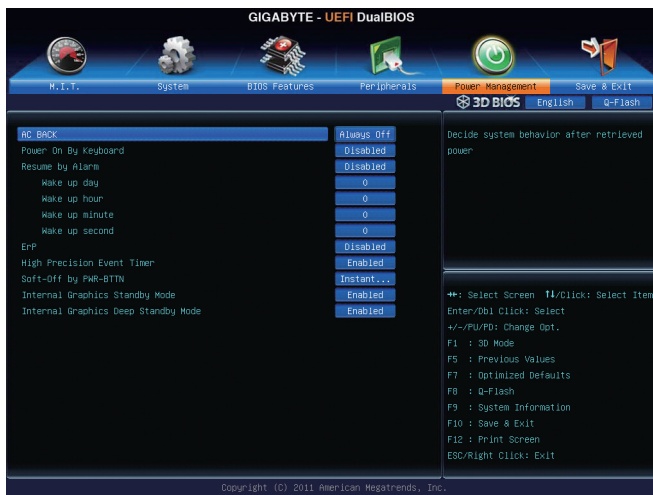 GIGABYTE - UEFI DualBIOS
M.I.T. System BIOS Features Peripherals Power Management Save & Exit
3D BIOS English Q-Flash
AC BACK Always Off
Power On By Keyboard Disabled
Resume by Alarm Disabled
Wake up day 0
Wake up hour 0
Wake up minute 0
Wake up second 0
ErP Disabled
High Precision Event Timer Enabled
Soft-Off by PWR-BTTN Instant...
Internal Graphics Standby Mode Enabled
Internal Graphics Deep Standby Mode Enabled
Decide system behavior after retrieved
power
→←: Select Screen ↑↓/Click: Select Item
Enter/Dbl Click: Select
+/-/PU/PD: Change Opt.
F1 : 3D Mode
F5 : Previous Values
F7 : Optimized Defaults
F8 : Q-Flash
F9 : System Information
F10 : Save & Exit
F12 : Print Screen
ESC/Right Click: Exit
Copyright (C) 2011 American Megatrends, Inc.